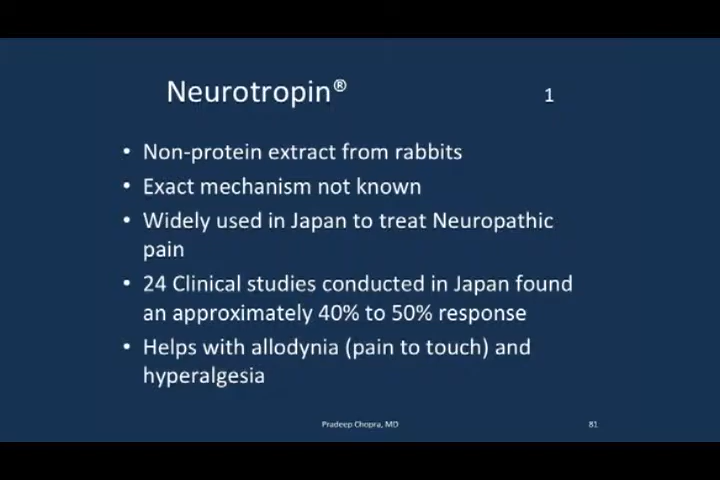 Neurotropin® 1
• Non-protein extract from rabbits
• Exact mechanism not known
• Widely used in Japan to treat Neuropathic
pain
• 24 Clinical studies conducted in Japan found
an approximately 40% to 50% response
• Helps with allodynia (pain to touch) and
hyperalgesia
Pradeep Chopra, MD 81